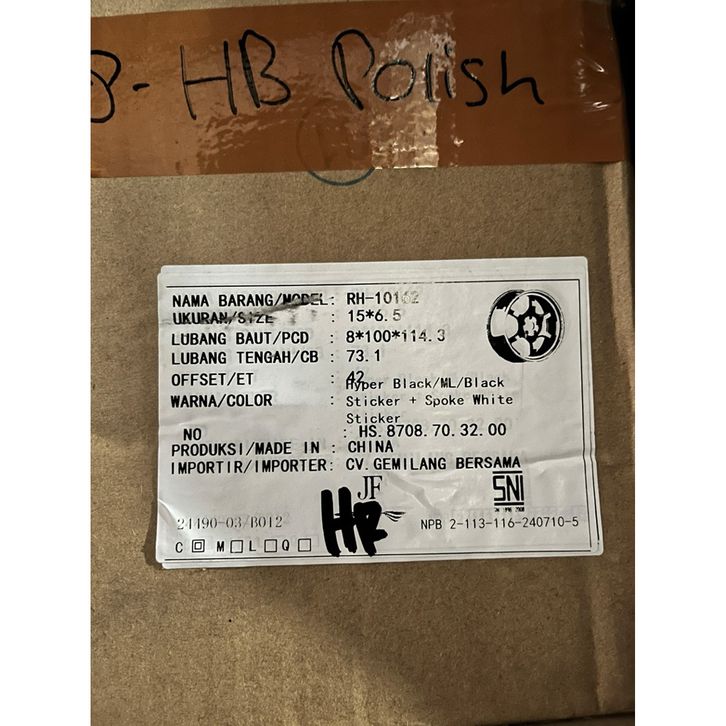 8-HB Polish
NAMA BARANG/MODEL: RH-10162
UKURAN/SIZE : 15*6.5
LUBANG BAUT/PCD : 8*100*114.3
LUBANG TENGAH/CB : 73.1
OFFSET/ET : 42
WARNA/COLOR : Hyper Black/ML/Black
Sticker + Spoke White
Sticker
NO : HS.8708.70.32.00
PRODUKSI/MADE IN : CHINA
IMPORTIR/IMPORTER: CV.GEMILANG BERSAMA
JF
SNI
HB
24490-03/B012
NPB 2-113-116-240710-5
C M L Q